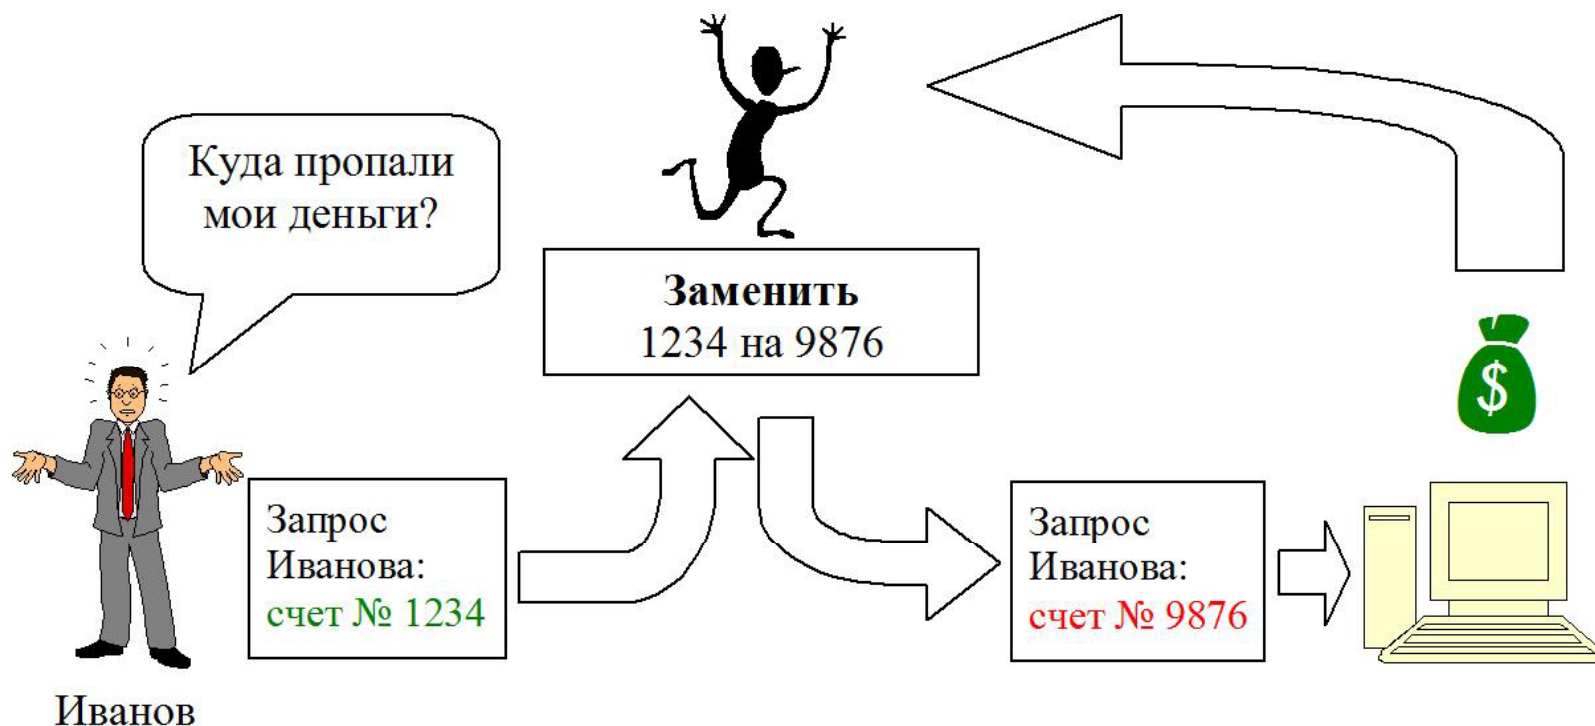 Куда пропали
мои деньги?
Заменить
1234 на 9876
$
Запрос
Иванова:
счет № 1234
Запрос
Иванова:
счет № 9876
Иванов